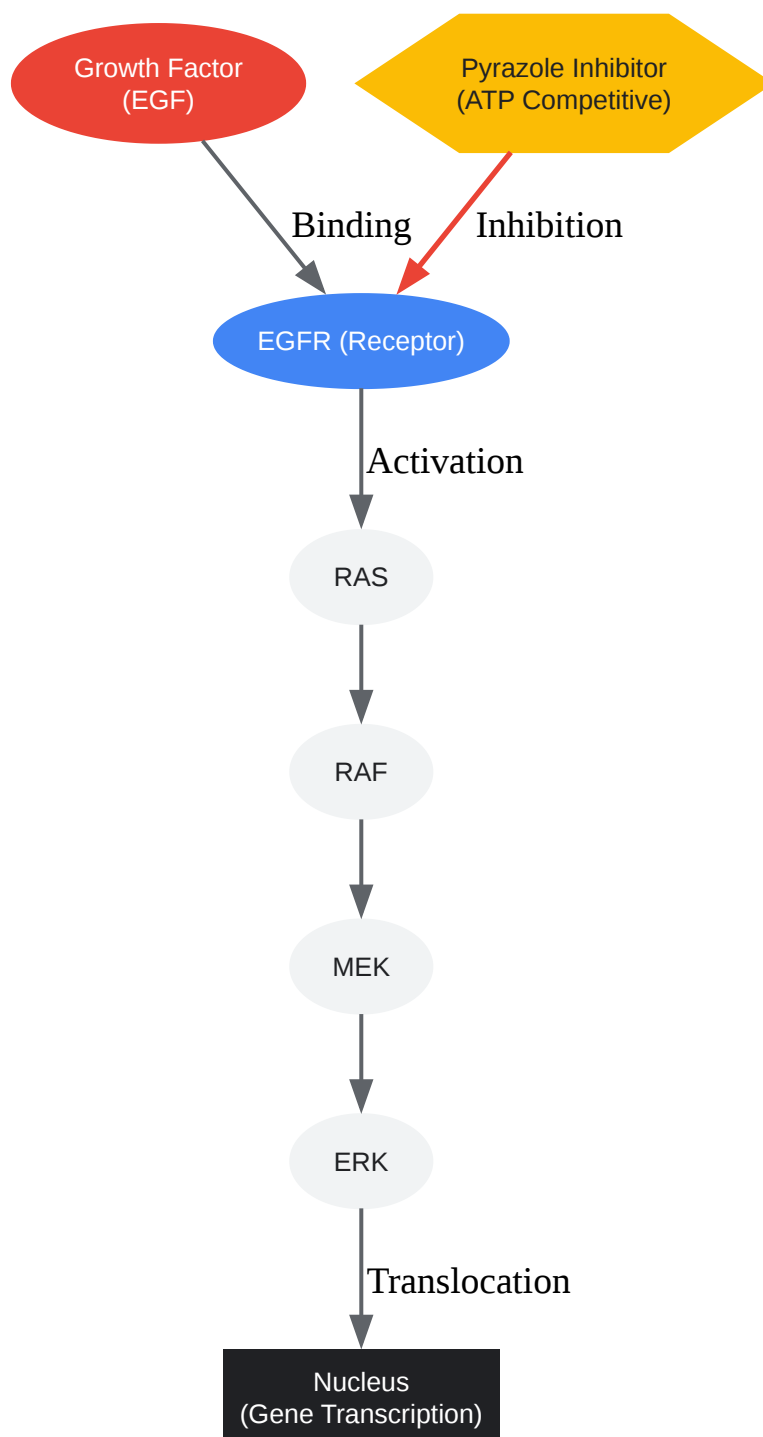 Growth Factor
(EGF)
Pyrazole Inhibitor
(ATP Competitive)
Binding
Inhibition
EGFR (Receptor)
Activation
RAS
RAF
MEK
ERK
Translocation
Nucleus
(Gene Transcription)